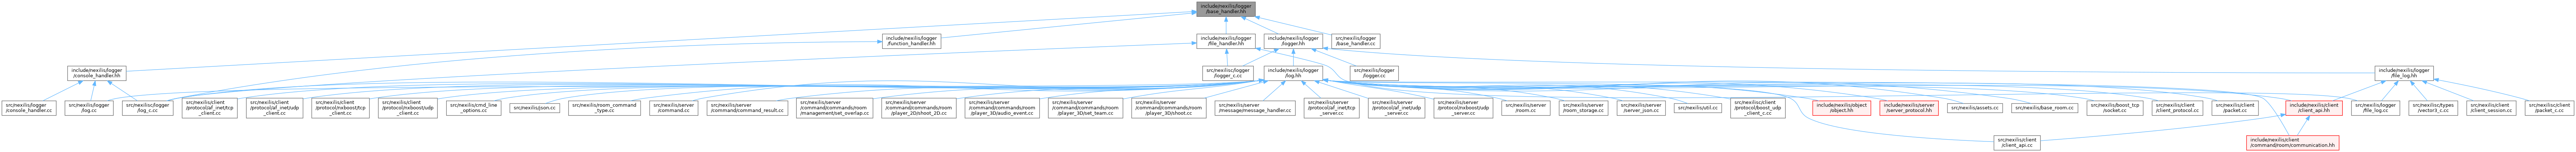 include/nexilis/logger
/base_handler.hh
include/nexilis/logger
/function_handler.hh
include/nexilis/logger
/file_handler.hh
include/nexilis/logger
/logger.hh
src/nexilis/logger
/base_handler.cc
include/nexilis/logger
/console_handler.hh
src/nexilisc/logger
/logger_c.cc
include/nexilis/logger
/log.hh
src/nexilis/logger
/logger.cc
include/nexilis/logger
/file_log.hh
src/nexilis/logger
/console_handler.cc
src/nexilis/logger
/log.cc
src/nexilisc/logger
/log_c.cc
src/nexilis/client
/protocol/af_inet/tcp
_client.cc
src/nexilis/client
/protocol/af_inet/udp
_client.cc
src/nexilis/client
/protocol/nxboost/tcp
_client.cc
src/nexilis/client
/protocol/nxboost/udp
_client.cc
src/nexilis/cmd_line
_options.cc
src/nexilis/json.cc
src/nexilis/room_command
_type.cc
src/nexilis/server
/command.cc
src/nexilis/server
/command/command_result.cc
src/nexilis/server
/command/commands/room
/management/set_overlap.cc
src/nexilis/server
/command/commands/room
/player_2D/shoot_2D.cc
src/nexilis/server
/command/commands/room
/player_3D/audio_event.cc
src/nexilis/server
/command/commands/room
/player_3D/set_team.cc
src/nexilis/server
/command/commands/room
/player_3D/shoot.cc
src/nexilis/server
/message/message_handler.cc
src/nexilis/server
/protocol/af_inet/tcp
_server.cc
src/nexilis/server
/protocol/af_inet/udp
_server.cc
src/nexilis/server
/protocol/nxboost/udp
_server.cc
src/nexilis/server
/room.cc
src/nexilis/server
/room_storage.cc
src/nexilis/server
/server_json.cc
src/nexilis/util.cc
src/nexilisc/client
/protocol/boost_udp
_client_c.cc
include/nexilis/object
/object.hh
include/nexilis/server
/server_protocol.hh
src/nexilis/assets.cc
src/nexilis/base_room.cc
src/nexilis/boost_tcp
_socket.cc
src/nexilis/client
/client_protocol.cc
src/nexilis/client
/packet.cc
include/nexilis/client
/client_api.hh
src/nexilis/logger
/file_log.cc
src/nexilisc/types
/vector3_c.cc
src/nexilis/client
/client_session.cc
src/nexilisc/client
/packet_c.cc
src/nexilis/client
/client_api.cc
include/nexilis/client
/command/room/communication.hh